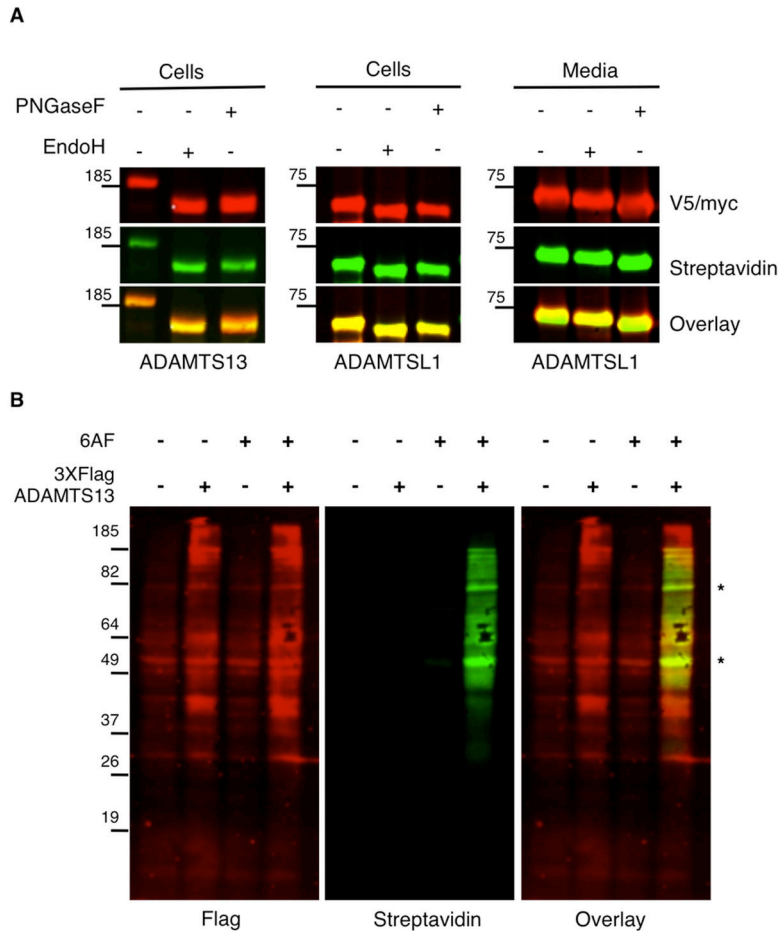 A
Cells Cells Media
PNGaseF - - + - - + - - +
EndoH - + - - + - - + -
185 75 75 V5/myc
185 75 75 Streptavidin
185 75 75 Overlay
ADAMTS13 ADAMTSL1 ADAMTSL1
B
6AF - - + + - - + + - - + +
3XFlag
ADAMTS13 - + - + - + - + - + - +
185
82
*
64
49
*
37
26
19
Flag Streptavidin Overlay